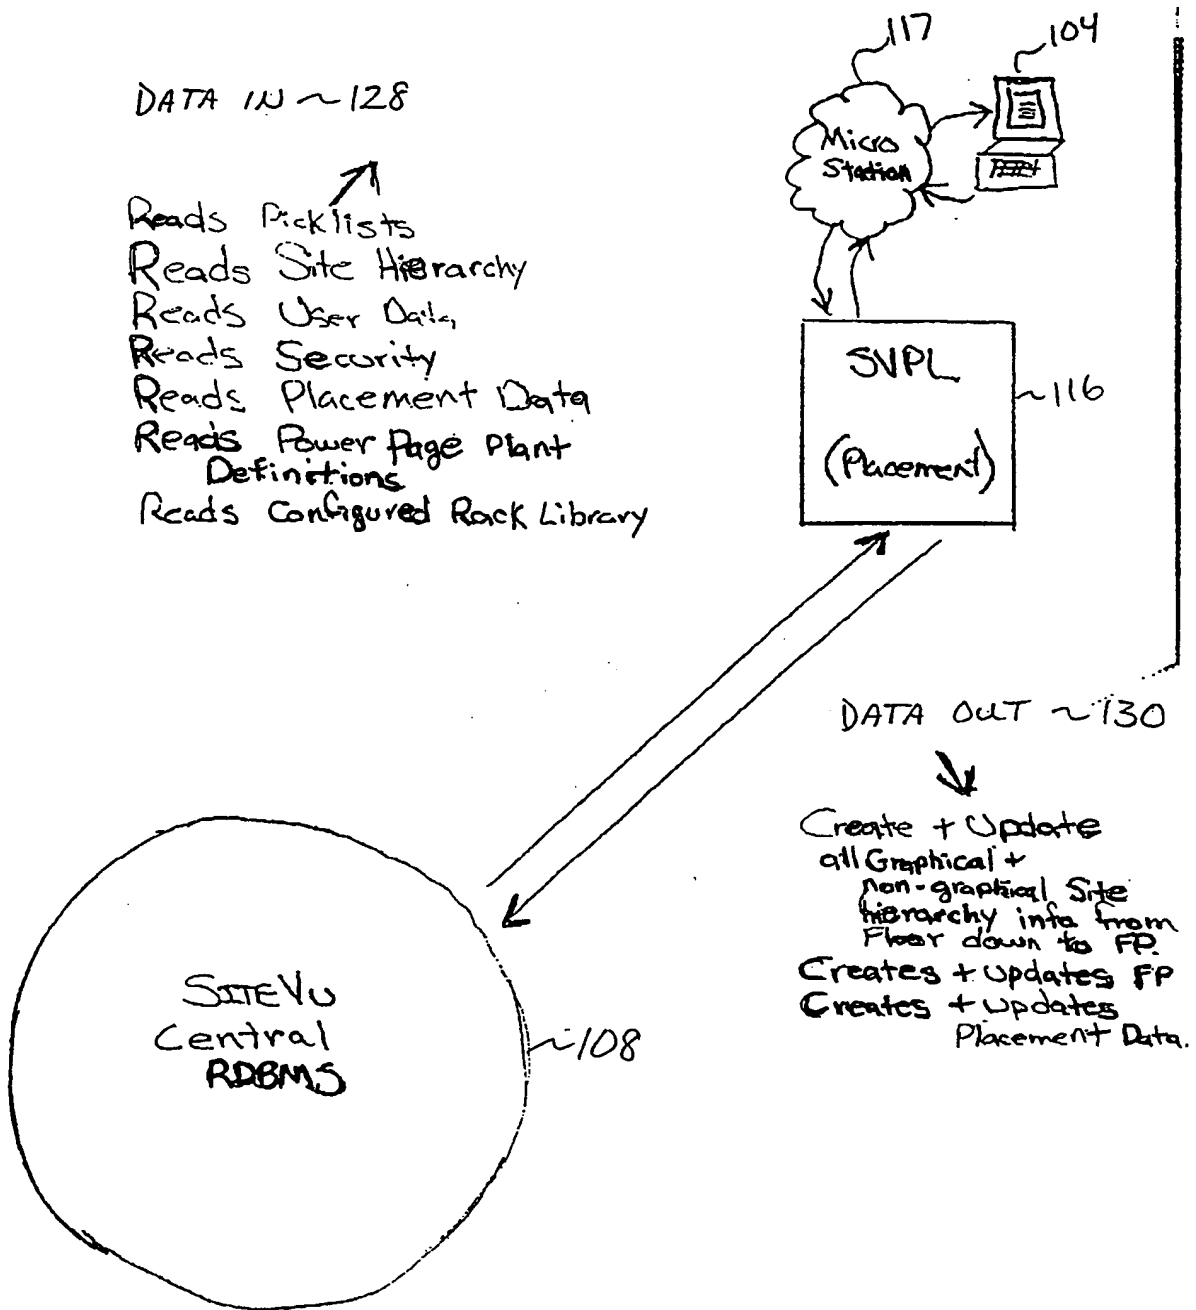 117
104
DATA IN ~ 128
Micro
Station
Reads Picklists
Reads Site Hierarchy
Reads User Data
Reads Security
Reads Placement Data
Reads Power Page Plant
Definitions
Reads Configured Rack Library
SVPL
(Placement)
~116
DATA OUT ~ 130
Create + Update
all Graphical +
non-graphical Site
hierarchy info from
Floor down to FP.
Creates + Updates FP
Creates + Updates
Placement Data.
SITEVU
Central
RDBMS
~108